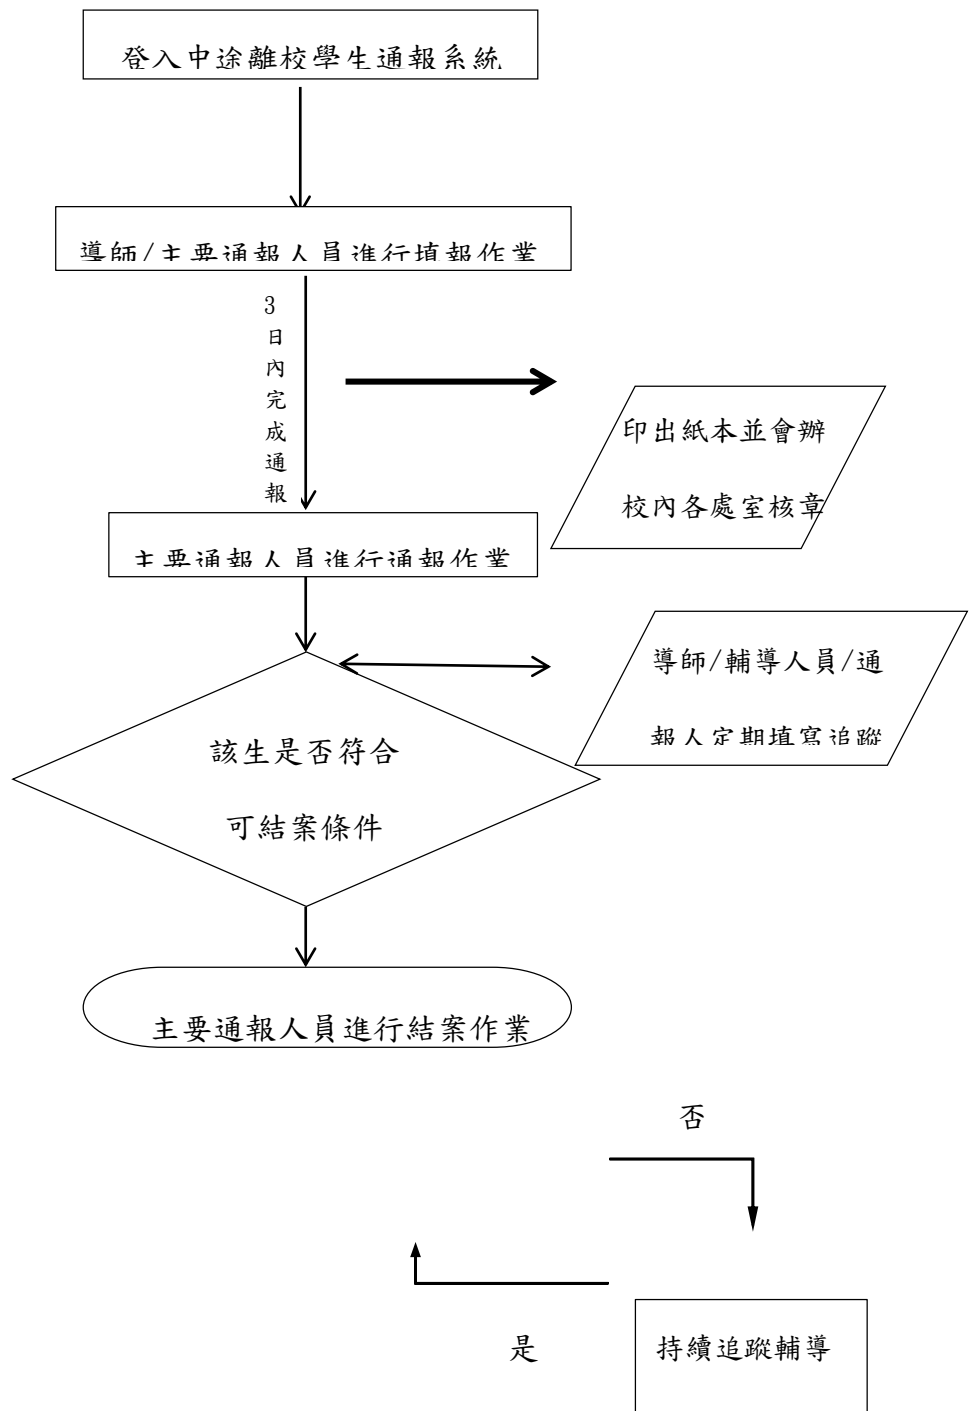 登入中途離校學生通報系統
導師/主要通報人員進行填報作業
3日內完成通報
印出紙本並會辦
校內各處室核章
主要通報人員進行通報作業
導師/輔導人員/通
報人定期填寫追蹤
該生是否符合
可結案條件
主要通報人員進行結案作業
否
是
持續追蹤輔導